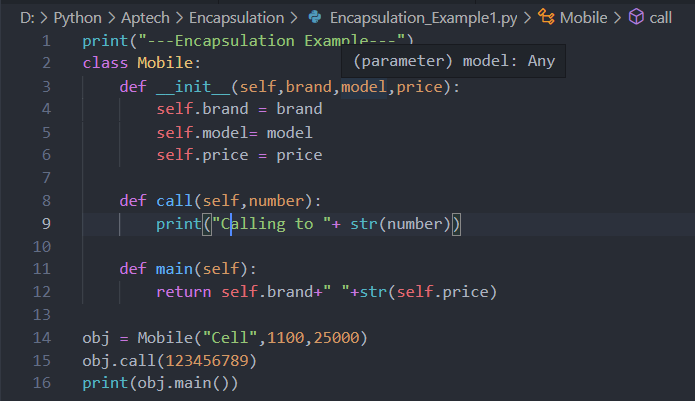 D: > Python > Aptech > Encapsulation > Encapsulation_Example1.py > Mobile > call
1 print("---Encapsulation Example---")
(parameter) model: Any
2 class Mobile:
3     def __init__(self,brand,model,price):
4         self.brand = brand
5         self.model= model
6         self.price = price
7
8     def call(self,number):
9         print("Calling to "+ str(number))
10
11     def main(self):
12         return self.brand+" "+str(self.price)
13
14 obj = Mobile("Cell",1100,25000)
15 obj.call(123456789)
16 print(obj.main())